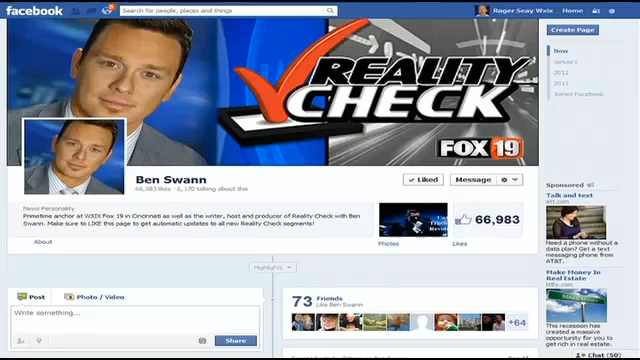 facebook
Search for people, places and things
Roger Seay Wxix
Home
REALITY
CHECK
FOX 19
Create Page
Now
January
2012
2011
Joined Facebook
Ben Swann
66,983 likes · 6,170 talking about this
Liked
Message
News Personality
Primetime anchor at WXIX Fox 19 in Cincinnati as well as the writer, host and producer of Reality Check with Ben
Swann. Make sure to LIKE this page to get automatic updates to all new Reality Check segments!
About
Photos
66,983
Likes
Highlights
Post
Photo / Video
Write something...
Share
73 Friends
Like Ben Swann
+64
Sponsored
Talk and text
att.com
Need a phone without a
data plan? Get a text
messaging phone from
AT&T.
Make Money In
Real Estate
This recession has
created a massive
opportunity for you to
get rich in real estate.
Chat (50)